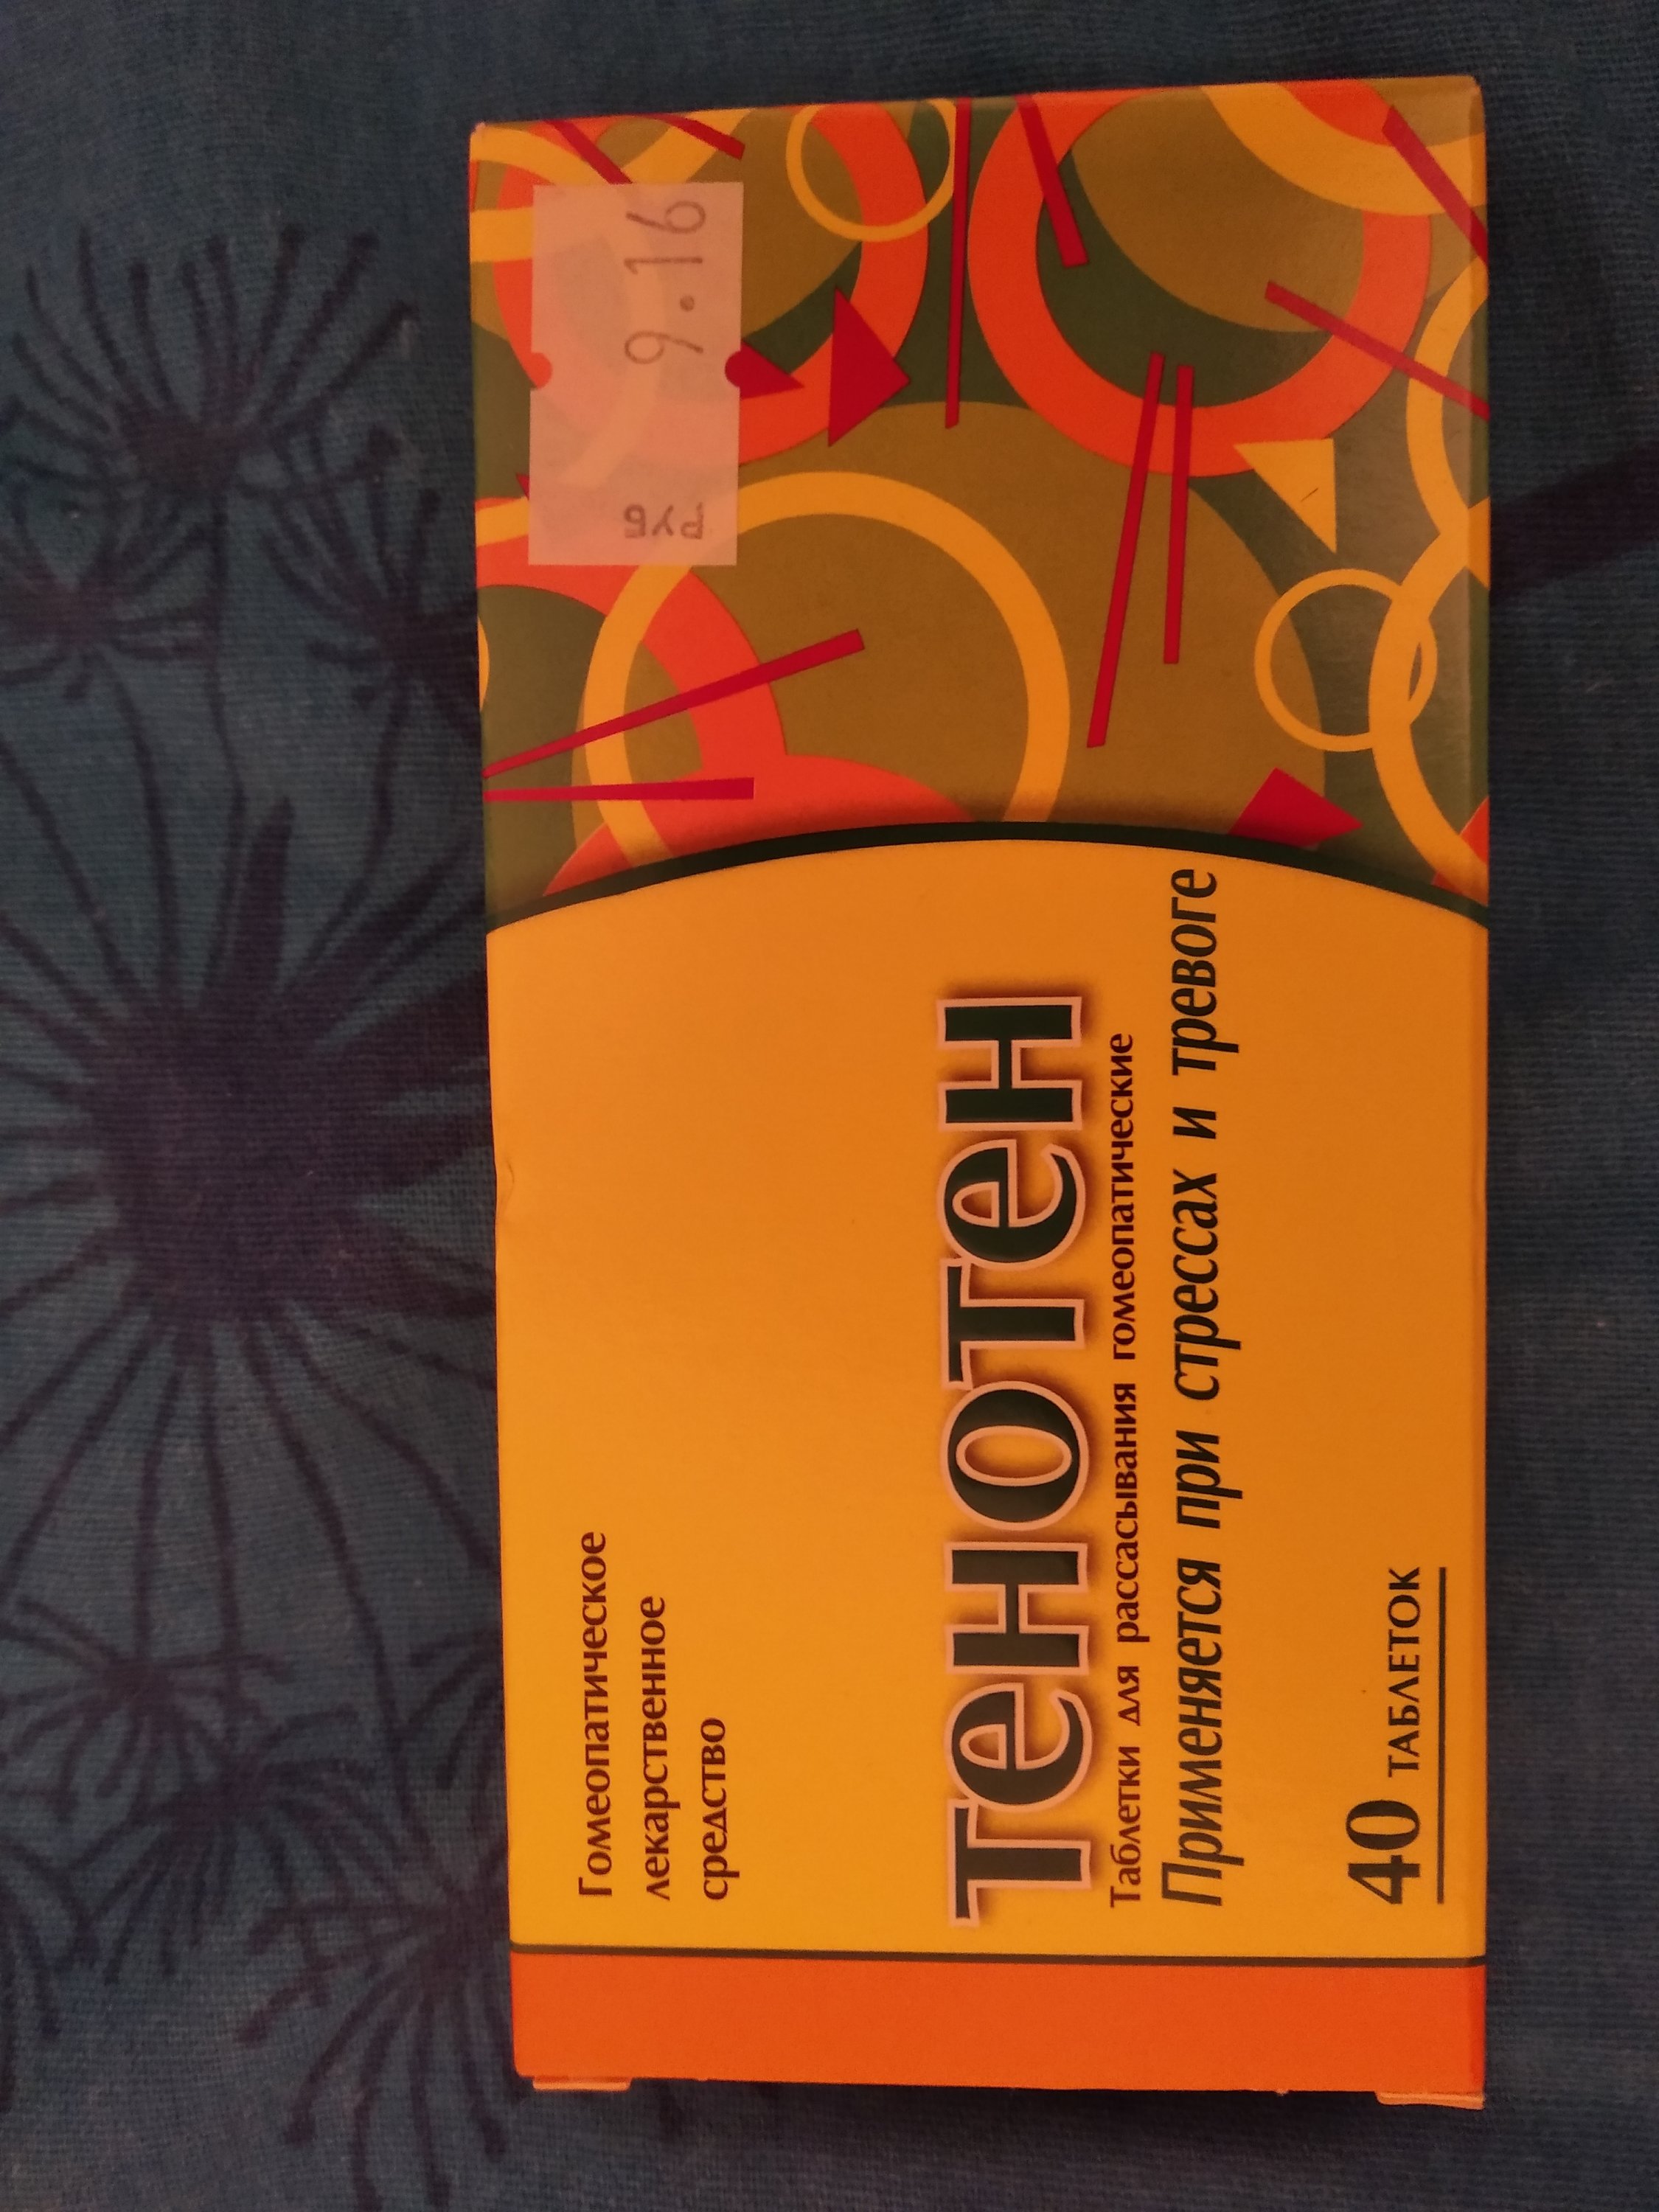 Гомеопатическое
лекарственное
средство
тенотен
Таблетки для рассасывания гомеопатические
Применяется при стрессах и тревоге
40 ТАБЛЕТОК
9.16
РУБ